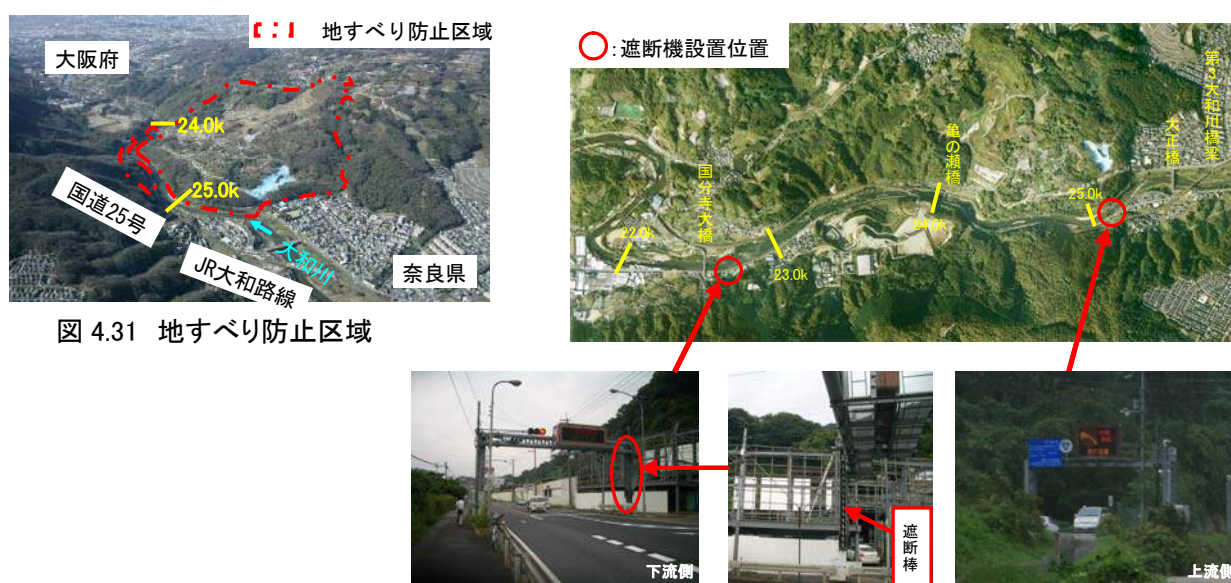 地すべり防止区域
大阪府
24.0k
25.0k
国道25号
大和川
JR大和路線
奈良県
図 4.31 地すべり防止区域
:遮断機設置位置
第3大和川橋梁
大正橋
亀の瀬橋
国分寺大橋
22.0k
23.0k
24.0k
25.0k
下流側
遮断棒
上流側